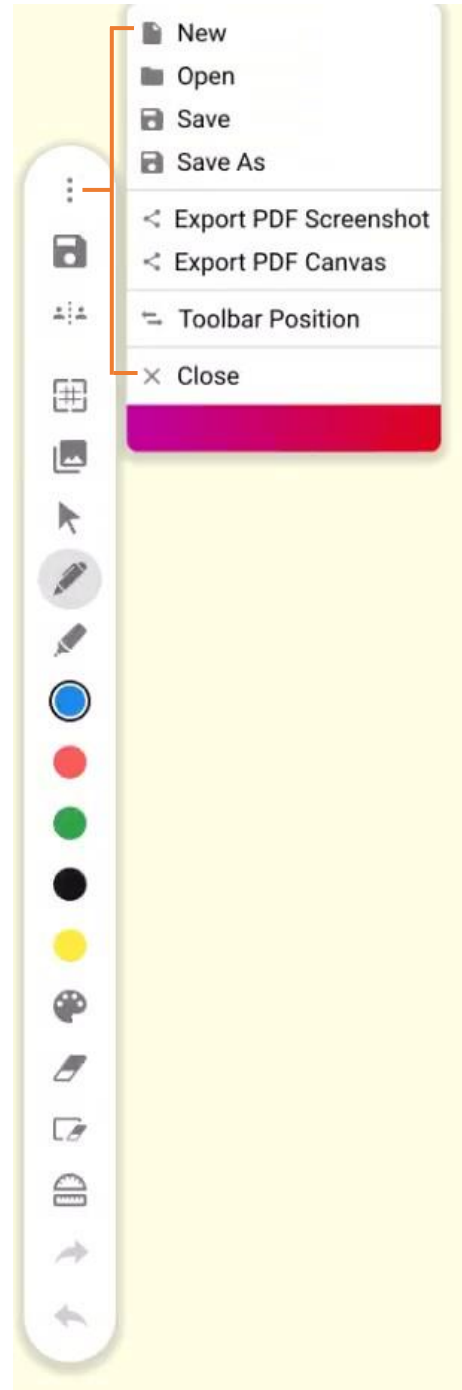 New
Open
Save
Save As
Export PDF Screenshot
Export PDF Canvas
Toolbar Position
Close